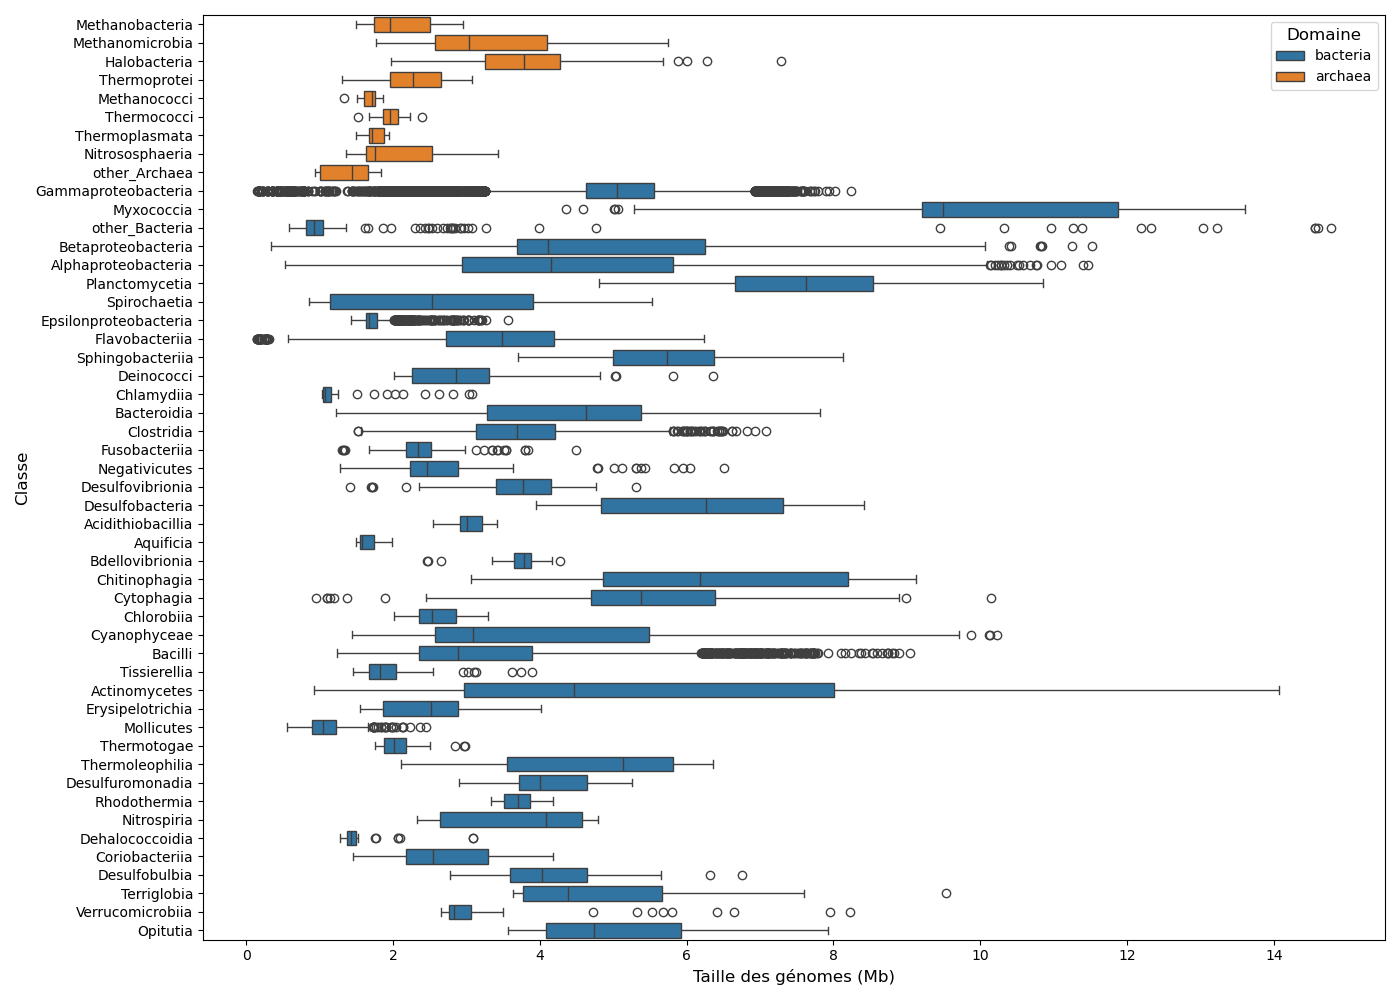 Methanobacteria
Methanomicrobia
Halobacteria
Thermoprotei
Methanococci
Thermococci
Thermoplasmata
Nitrososphaeria
other_Archaea
Gammaproteobacteria
Myxococcia
other_Bacteria
Betaproteobacteria
Alphaproteobacteria
Planctomycetia
Spirochaetia
Epsilonproteobacteria
Flavobacteriia
Sphingobacteriia
Deinococci
Chlamydiia
Bacteroidia
Clostridia
Fusobacteriia
Negativicutes
Desulfovibrionia
Desulfobacteria
Acidithiobacillia
Aquificia
Bdellovibrionia
Chitinophagia
Cytophagia
Chlorobiia
Cyanophyceae
Bacilli
Tissierellia
Actinomycetes
Erysipelotrichia
Mollicutes
Thermotogae
Thermoleophilia
Desulfuromonadia
Rhodothermia
Nitrospiria
Dehalococcoidia
Coriobacteriia
Desulfobulbia
Terriglobia
Verrucomicrobiia
Opitutia
Classe
0 2 4 6 8 10 12 14
Taille des génomes (Mb)
Domaine
bacteria
archaea